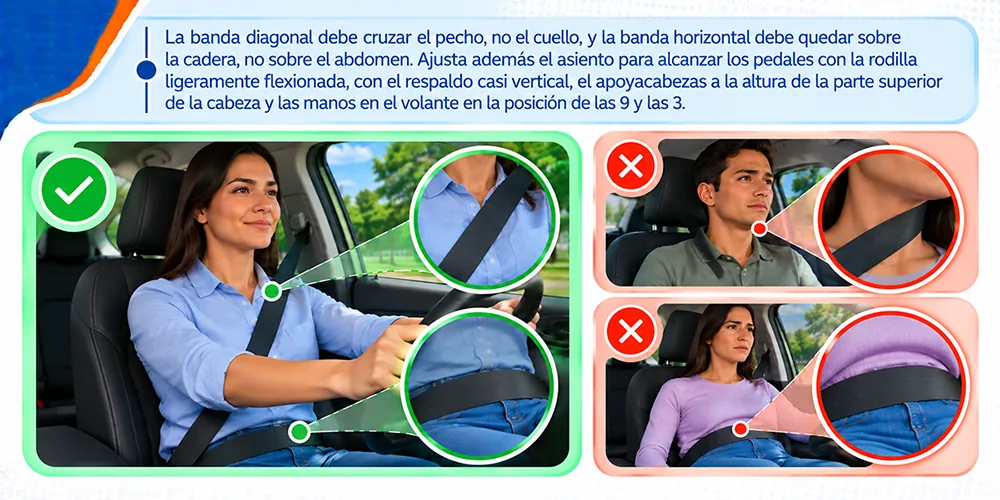 La banda diagonal debe cruzar el pecho, no el cuello, y la banda horizontal debe quedar sobre
la cadera, no sobre el abdomen. Ajusta además el asiento para alcanzar los pedales con la rodilla
ligeramente flexionada, con el respaldo casi vertical, el apoyacabezas a la altura de la parte superior
de la cabeza y las manos en el volante en la posición de las 9 y las 3.